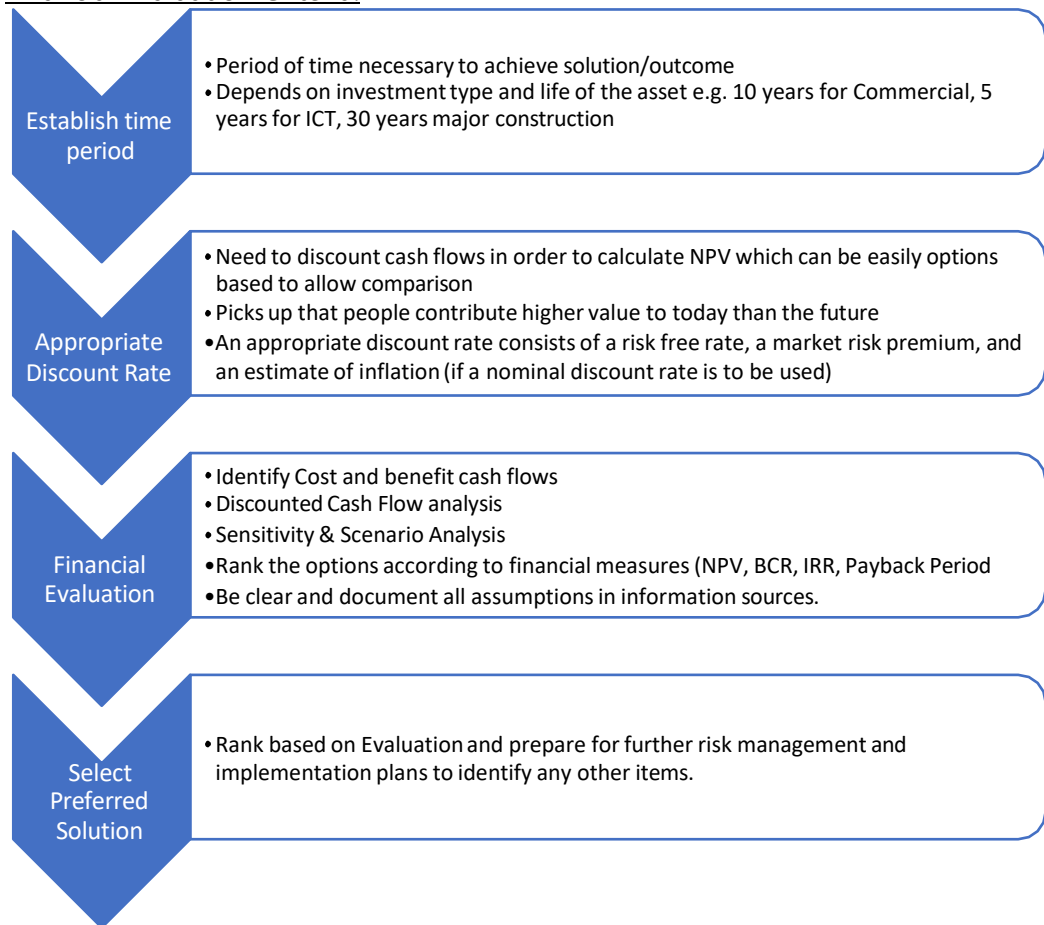 Establish time
period
• Period of time necessary to achieve solution/outcome
• Depends on investment type and life of the asset e.g. 10 years for Commercial, 5
years for ICT, 30 years major construction
Appropriate
Discount Rate
• Need to discount cash flows in order to calculate NPV which can be easily options
based to allow comparison
• Picks up that people contribute higher value to today than the future
•An appropriate discount rate consists of a risk free rate, a market risk premium, and
an estimate of inflation (if a nominal discount rate is to be used)
Financial
Evaluation
• Identify Cost and benefit cash flows
• Discounted Cash Flow analysis
• Sensitivity & Scenario Analysis
•Rank the options according to financial measures (NPV, BCR, IRR, Payback Period
•Be clear and document all assumptions in information sources.
Select
Preferred
Solution
• Rank based on Evaluation and prepare for further risk management and
implementation plans to identify any other items.